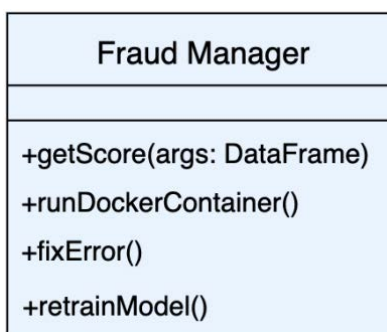 Fraud Manager
+getScore(args: DataFrame)
+runDockerContainer()
+fixError()
+retrainModel()